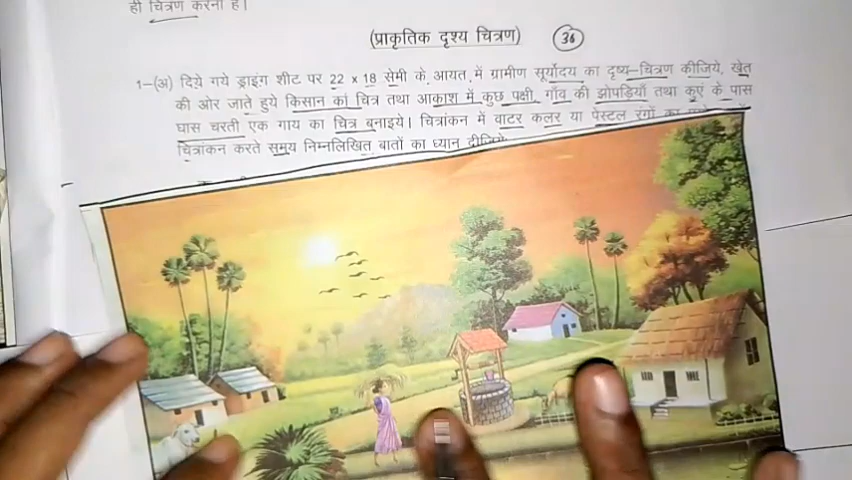 ही चित्रण करना है।
(प्राकृतिक दृश्य चित्रण) 36
1–(अ) दिये गये ड्राइंग शीट पर 22 x 18 सेमी के आयत में ग्रामीण सूर्योदय का दृष्य–चित्रण कीजिये, खेत
की ओर जाते हुये किसान का चित्र तथा आकाश में कुछ पक्षी, गाँव की झोपडियाँ तथा कुएं के पास
घास चरती एक गाय का चित्र बनाइये। चित्रांकन में वाटर कलर या पेस्टल रंगों का
चित्रांकन करते समुय निम्नलिखित बातों का ध्यान दीजिये